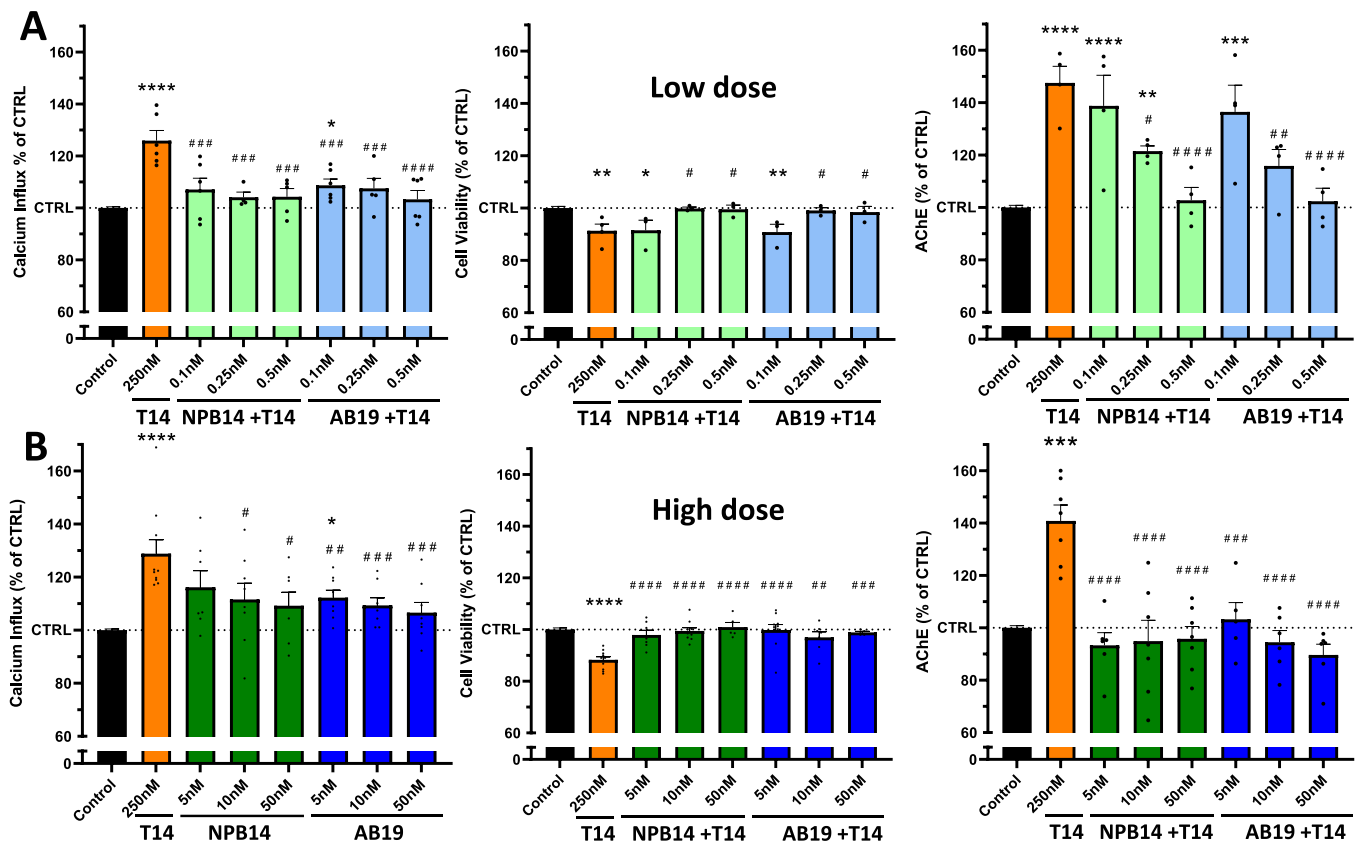 A
Calcium Influx % of CTRL
160
140
120
CTRL
80
60
0
****
###
###
###
*
###
###
####
Control
250nM
0.1nM
0.25nM
0.5nM
0.1nM
0.25nM
0.5nM
T14
NPB14 +T14
AB19 +T14
Low dose
Cell Viability (% of CTRL)
160
140
120
CTRL
80
60
0
**
*
#
#
**
#
#
Control
250nM
0.1nM
0.25nM
0.5nM
0.1nM
0.25nM
0.5nM
T14
NPB14 +T14
AB19 +T14
AChE (% of CTRL)
160
140
120
CTRL
80
60
0
****
****
**
#
####
***
##
####
Control
250nM
0.1nM
0.25nM
0.5nM
0.1nM
0.25nM
0.5nM
T14
NPB14 +T14
AB19 +T14
B
Calcium Influx (% of CTRL)
160
140
120
CTRL
80
60
0
****
#
#
*
##
###
###
Control
250nM
5nM
10nM
50nM
5nM
10nM
50nM
T14
NPB14
AB19
High dose
Cell Viability (% of CTRL)
160
140
120
CTRL
80
60
0
****
####
####
####
####
##
###
Control
250nM
5nM
10nM
50nM
5nM
10nM
50nM
T14
NPB14 +T14
AB19 +T14
AChE (% of CTRL)
160
140
120
CTRL
80
60
0
***
####
####
####
###
####
####
Control
250nM
5nM
10nM
50nM
5nM
10nM
50nM
T14
NPB14 +T14
AB19 +T14